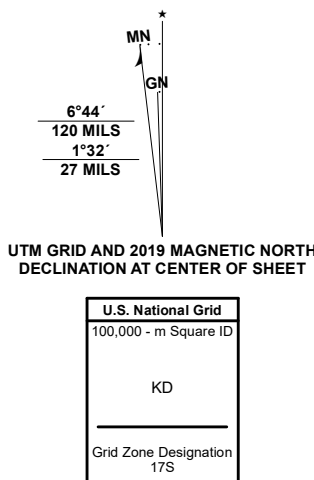 ★
MN
GN
6°44´
120 MILS
1°32´
27 MILS
UTM GRID AND 2019 MAGNETIC NORTH
DECLINATION AT CENTER OF SHEET
U.S. National Grid
100,000 - m Square ID
KD
Grid Zone Designation
17S